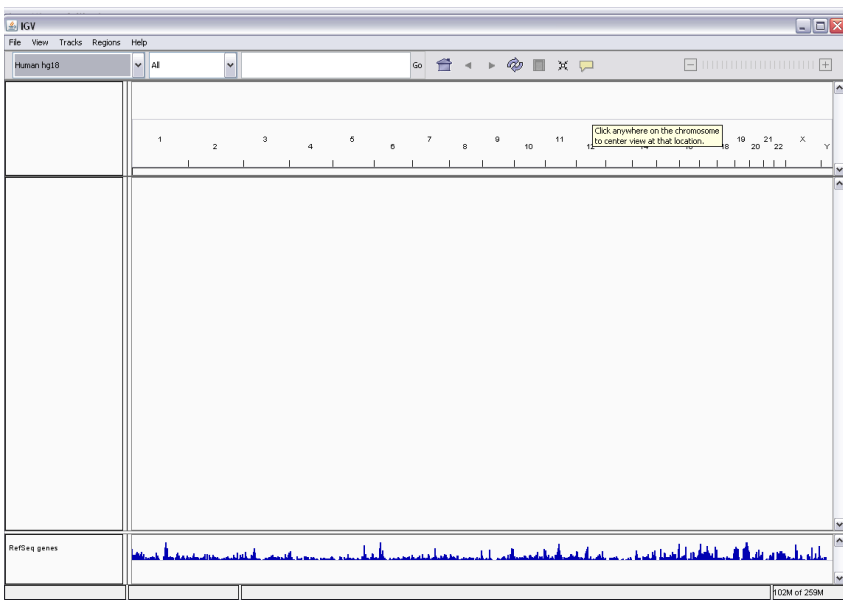 IGV
File View Tracks Regions Help
Human hg18 All Go
Click anywhere on the chromosome
to center view at that location.
1 3 5 7 9 11 19 21 X
2 4 6 8 10 12 18 20 22 Y
RefSeq genes
102M of 259M